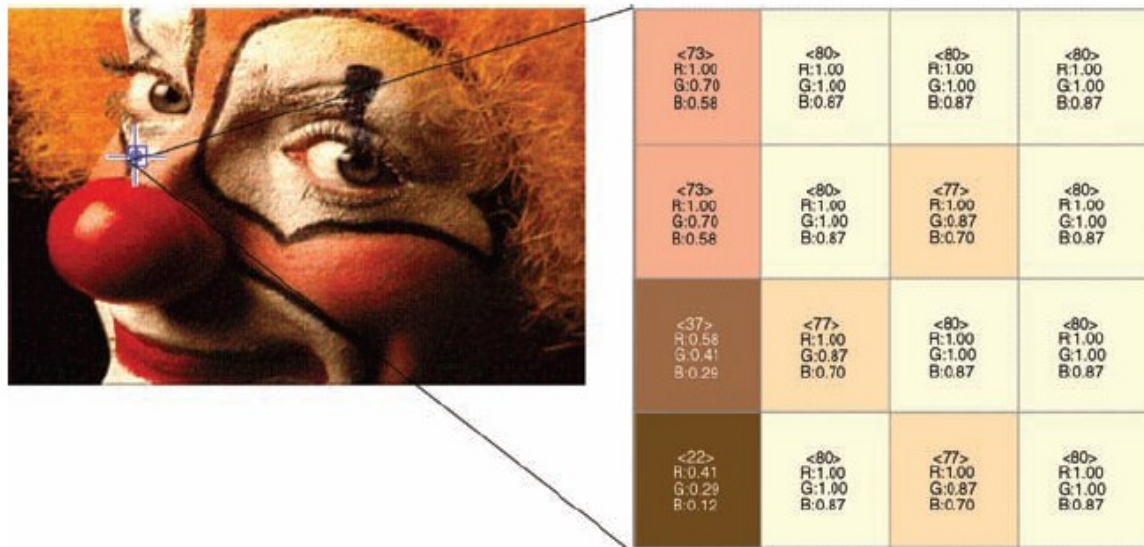 <73>
R:1.00
G:0.70
B:0.58
<80>
R:1.00
G:1.00
B:0.87
<80>
R:1.00
G:1.00
B:0.87
<80>
R:1.00
G:1.00
B:0.87
<73>
R:1.00
G:0.70
B:0.58
<80>
R:1.00
G:1.00
B:0.87
<77>
R:1.00
G:0.87
B:0.70
<80>
R:1.00
G:1.00
B:0.87
<37>
R:0.58
G:0.41
B:0.29
<77>
R:1.00
G:0.87
B:0.70
<80>
R:1.00
G:1.00
B:0.87
<80>
R:1.00
G:1.00
B:0.87
<22>
R:0.41
G:0.29
B:0.12
<80>
R:1.00
G:1.00
B:0.87
<77>
R:1.00
G:0.87
B:0.70
<80>
R:1.00
G:1.00
B:0.87